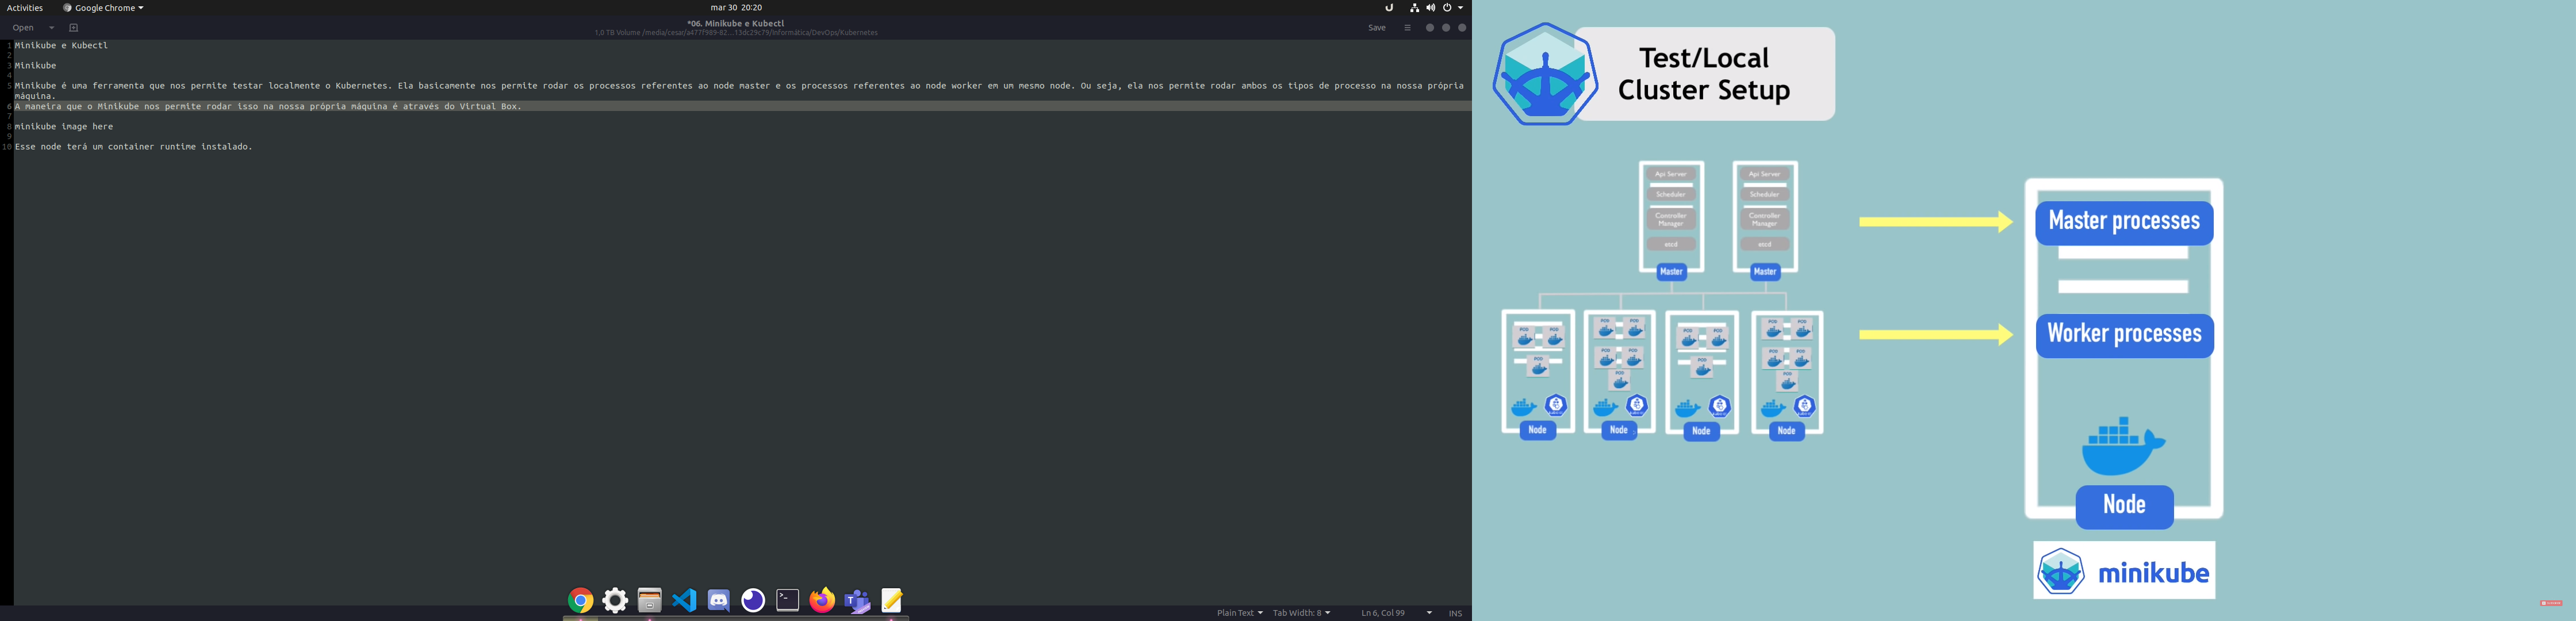 Activities
Google Chrome
mar 30 20:20
Open
*06. Minikube e Kubectl
1,0 TB Volume /media/cesar/a477f989-82…13dc29c79/Informática/DevOps/Kubernetes
Save
1 Minikube e Kubectl
2
3 Minikube
4
5 Minikube é uma ferramenta que nos permite testar localmente o Kubernetes. Ela basicamente nos permite rodar os processos referentes ao node master e os processos referentes ao node worker em um mesmo node. Ou seja, ela nos permite rodar ambos os tipos de processo na nossa própria
máquina.
6 A maneira que o Minikube nos permite rodar isso na nossa própria máquina é através do Virtual Box.
7
8 minikube image here
9
10 Esse node terá um container runtime instalado.
Plain Text
Tab Width: 8
Ln 6, Col 99
INS
Test/Local
Cluster Setup
Api Server
Scheduler
Controller
Manager
etcd
Master
Api Server
Scheduler
Controller
Manager
etcd
Master
POD POD
POD
Node
POD POD
POD POD
POD
Node
POD POD
POD
Node
POD POD
POD POD
POD
Node
Master processes
Worker processes
Node
minikube